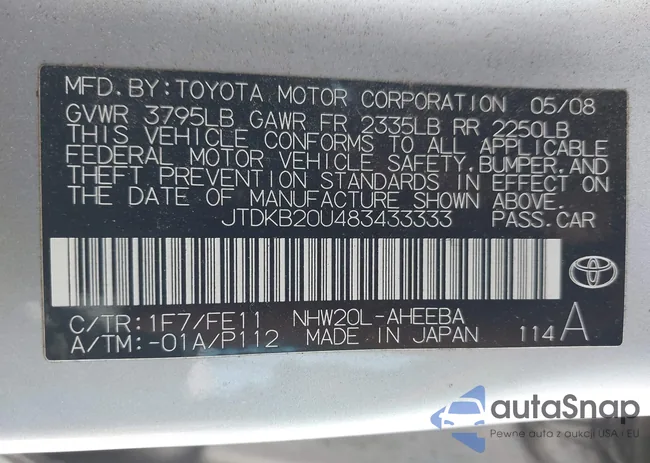 MFD. BY: TOYOTA MOTOR CORPORATION 05/08
GVWR 3795LB GAWR FR 2335LB RR 2250LB
THIS VEHICLE CONFORMS TO ALL APPLICABLE
FEDERAL MOTOR VEHICLE SAFETY, BUMPER, AND
THEFT PREVENTION STANDARDS IN EFFECT ON
THE DATE OF MANUFACTURE SHOWN ABOVE.
JTDKB20U483433333 PASS. CAR
C/TR: 1F7/FE11 NHW20L-AHEEBA
A/TM: -01A/P112 MADE IN JAPAN 114 A
autaSnap
Pewne auta z aukcji USA i EU